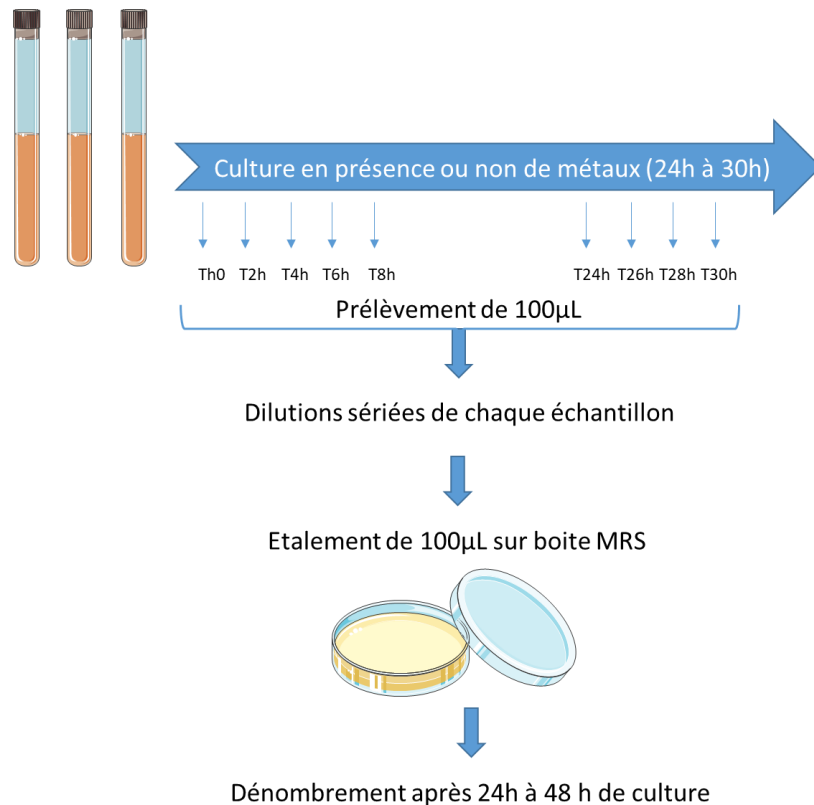 Culture en présence ou non de métaux (24h à 30h)
Th0 T2h T4h T6h T8h T24h T26h T28h T30h
Prélèvement de 100µL
Dilutions sériées de chaque échantillon
Etalement de 100µL sur boite MRS
Dénombrement après 24h à 48 h de culture